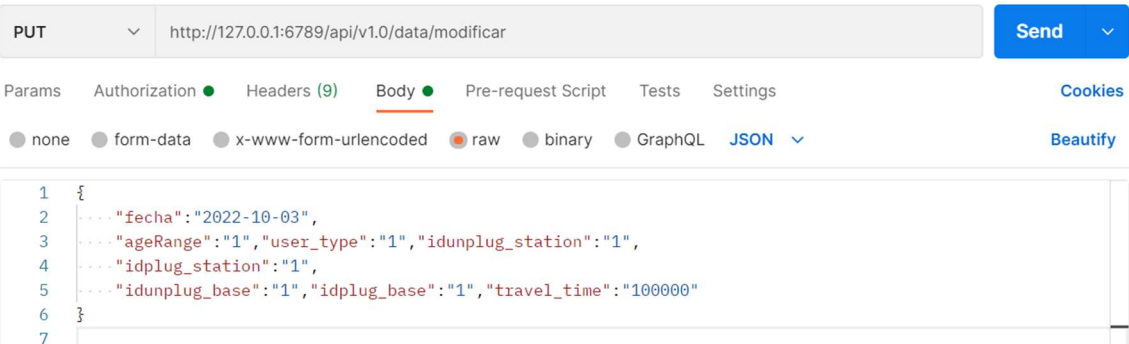 PUT http://127.0.0.1:6789/api/v1.0/data/modificar Send
Params Authorization Headers (9) Body Pre-request Script Tests Settings Cookies
none form-data x-www-form-urlencoded raw binary GraphQL JSON Beautify
1 {
2 ····"fecha":"2022-10-03",
3 ····"ageRange":"1","user_type":"1","idunplug_station":"1",
4 ····"idplug_station":"1",
5 ····"idunplug_base":"1","idplug_base":"1","travel_time":"100000"
6 }
7